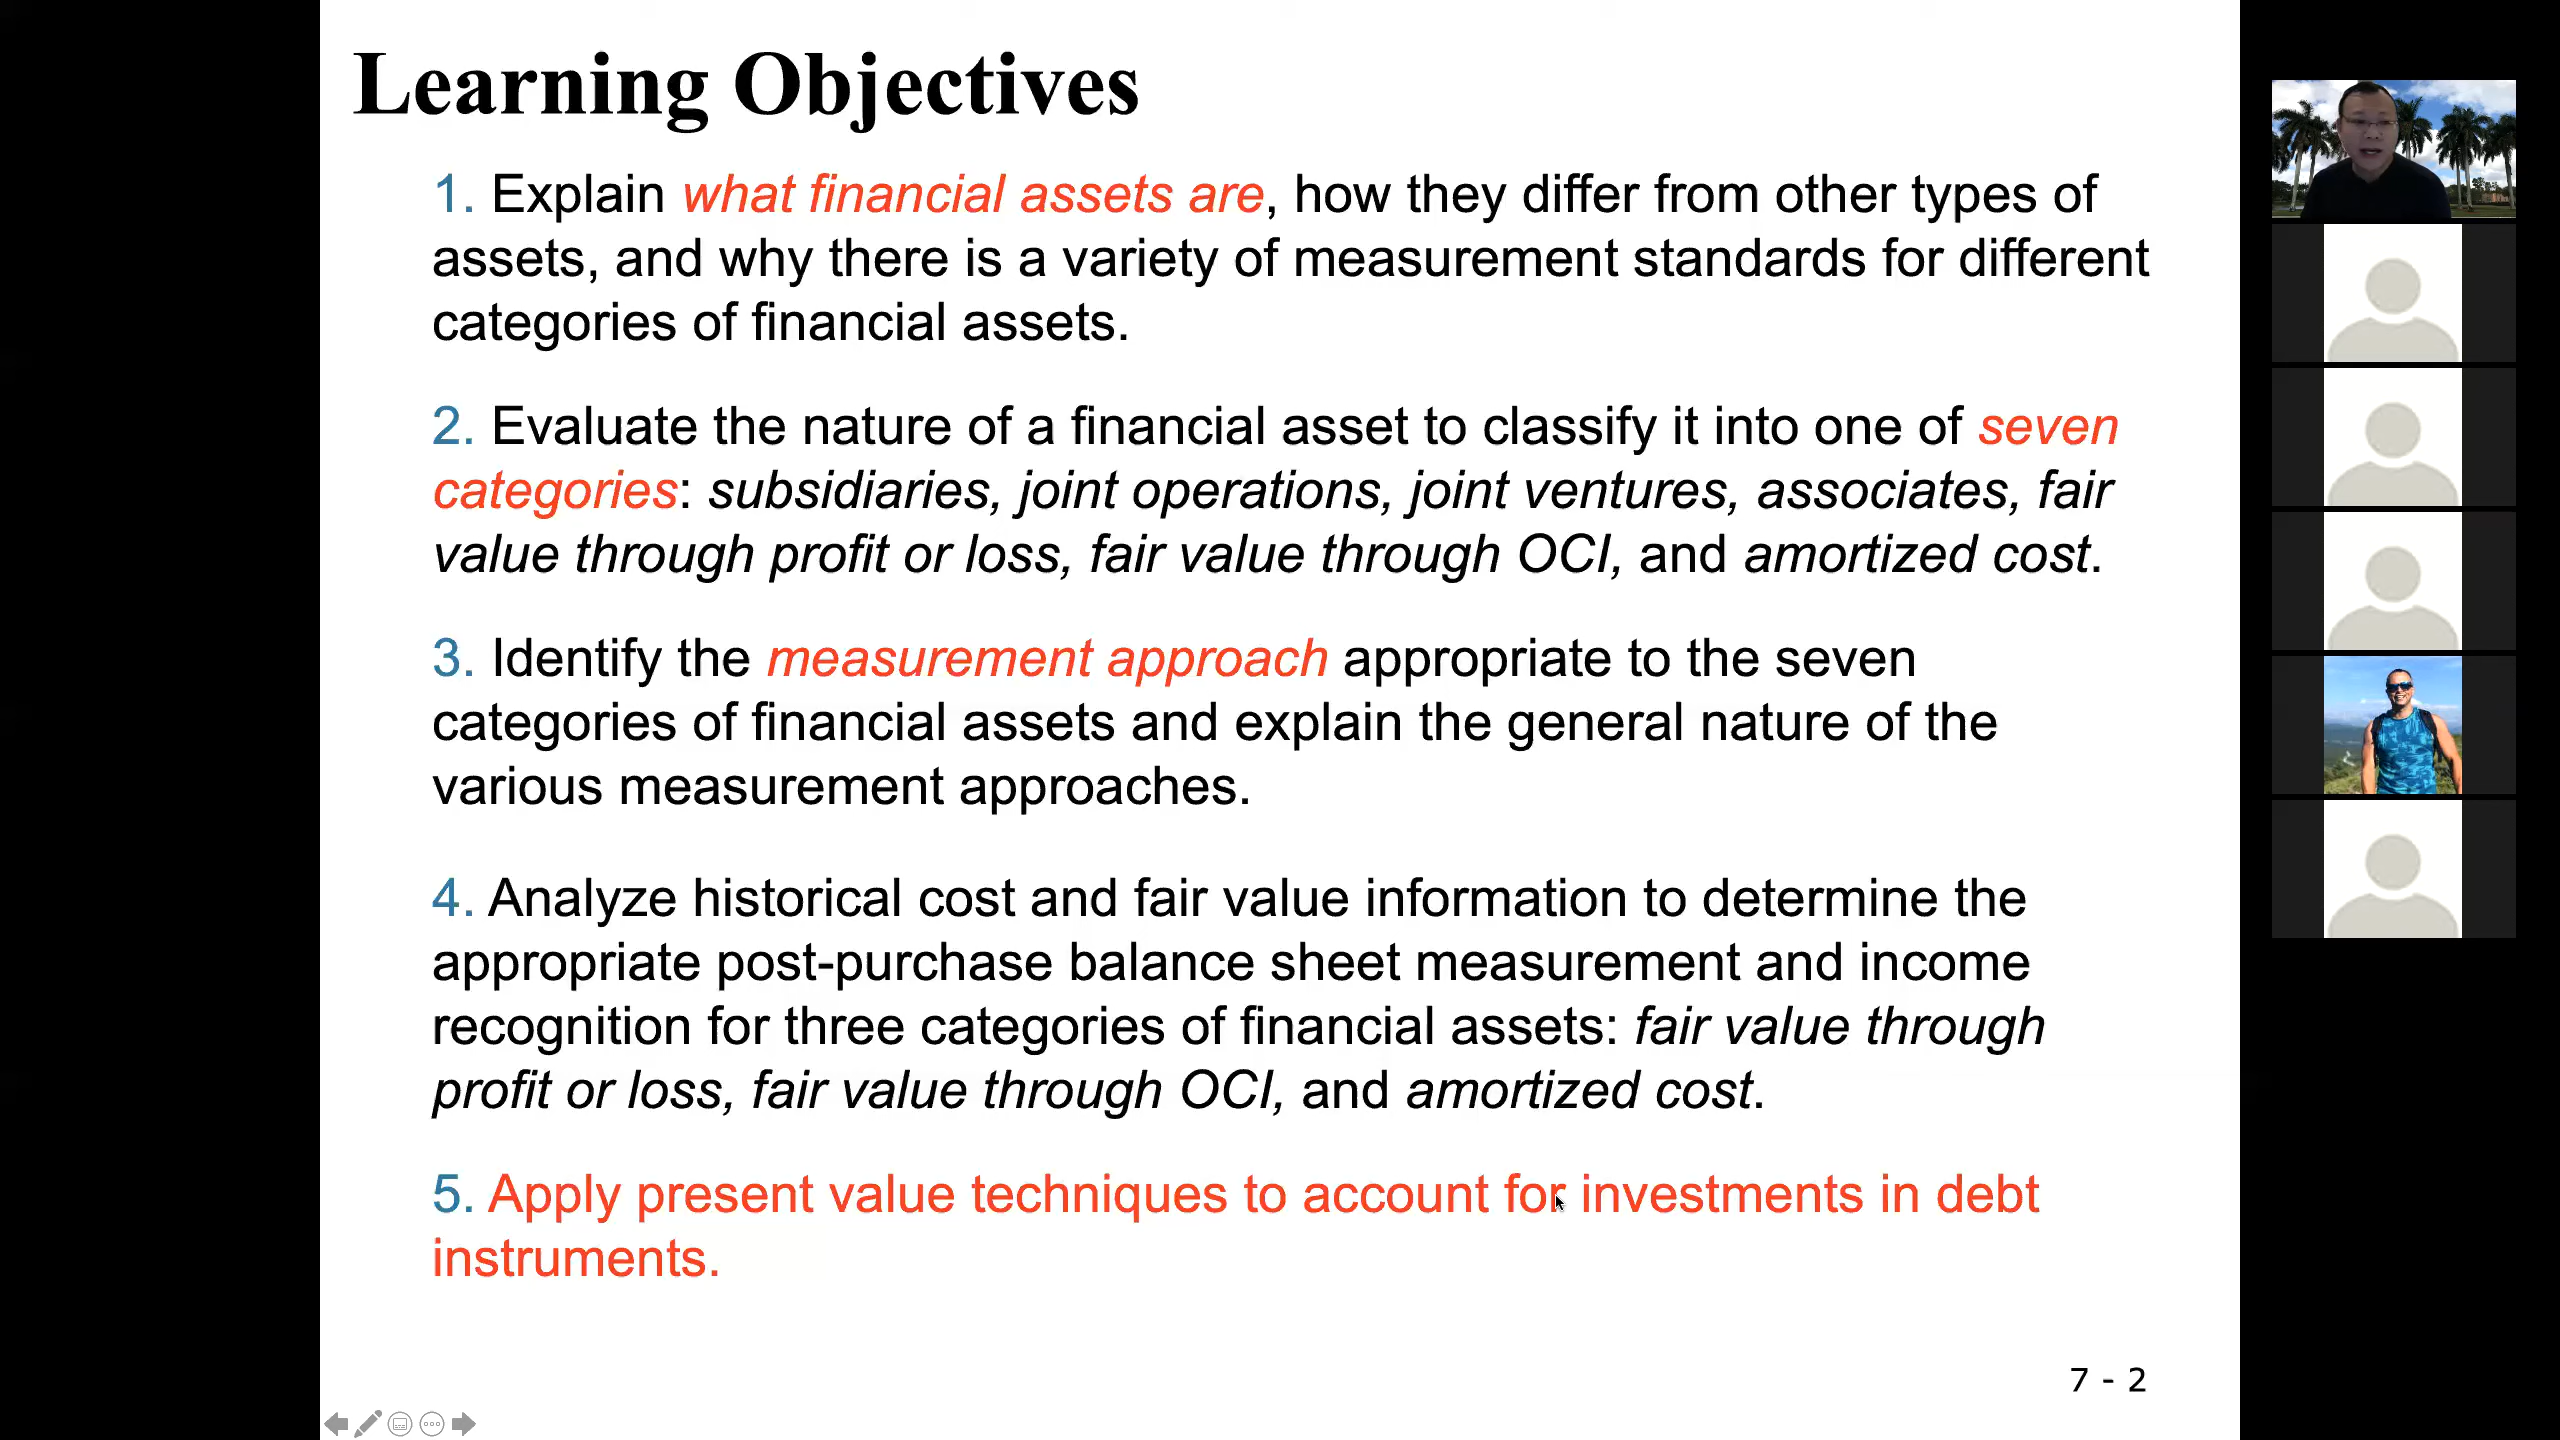 Learning Objectives
1. Explain what financial assets are, how they differ from other types of
assets, and why there is a variety of measurement standards for different
categories of financial assets.
2. Evaluate the nature of a financial asset to classify it into one of seven
categories: subsidiaries, joint operations, joint ventures, associates, fair
value through profit or loss, fair value through OCI, and amortized cost.
3. Identify the measurement approach appropriate to the seven
categories of financial assets and explain the general nature of the
various measurement approaches.
4. Analyze historical cost and fair value information to determine the
appropriate post-purchase balance sheet measurement and income
recognition for three categories of financial assets: fair value through
profit or loss, fair value through OCI, and amortized cost.
5. Apply present value techniques to account for investments in debt
instruments.
7 - 2